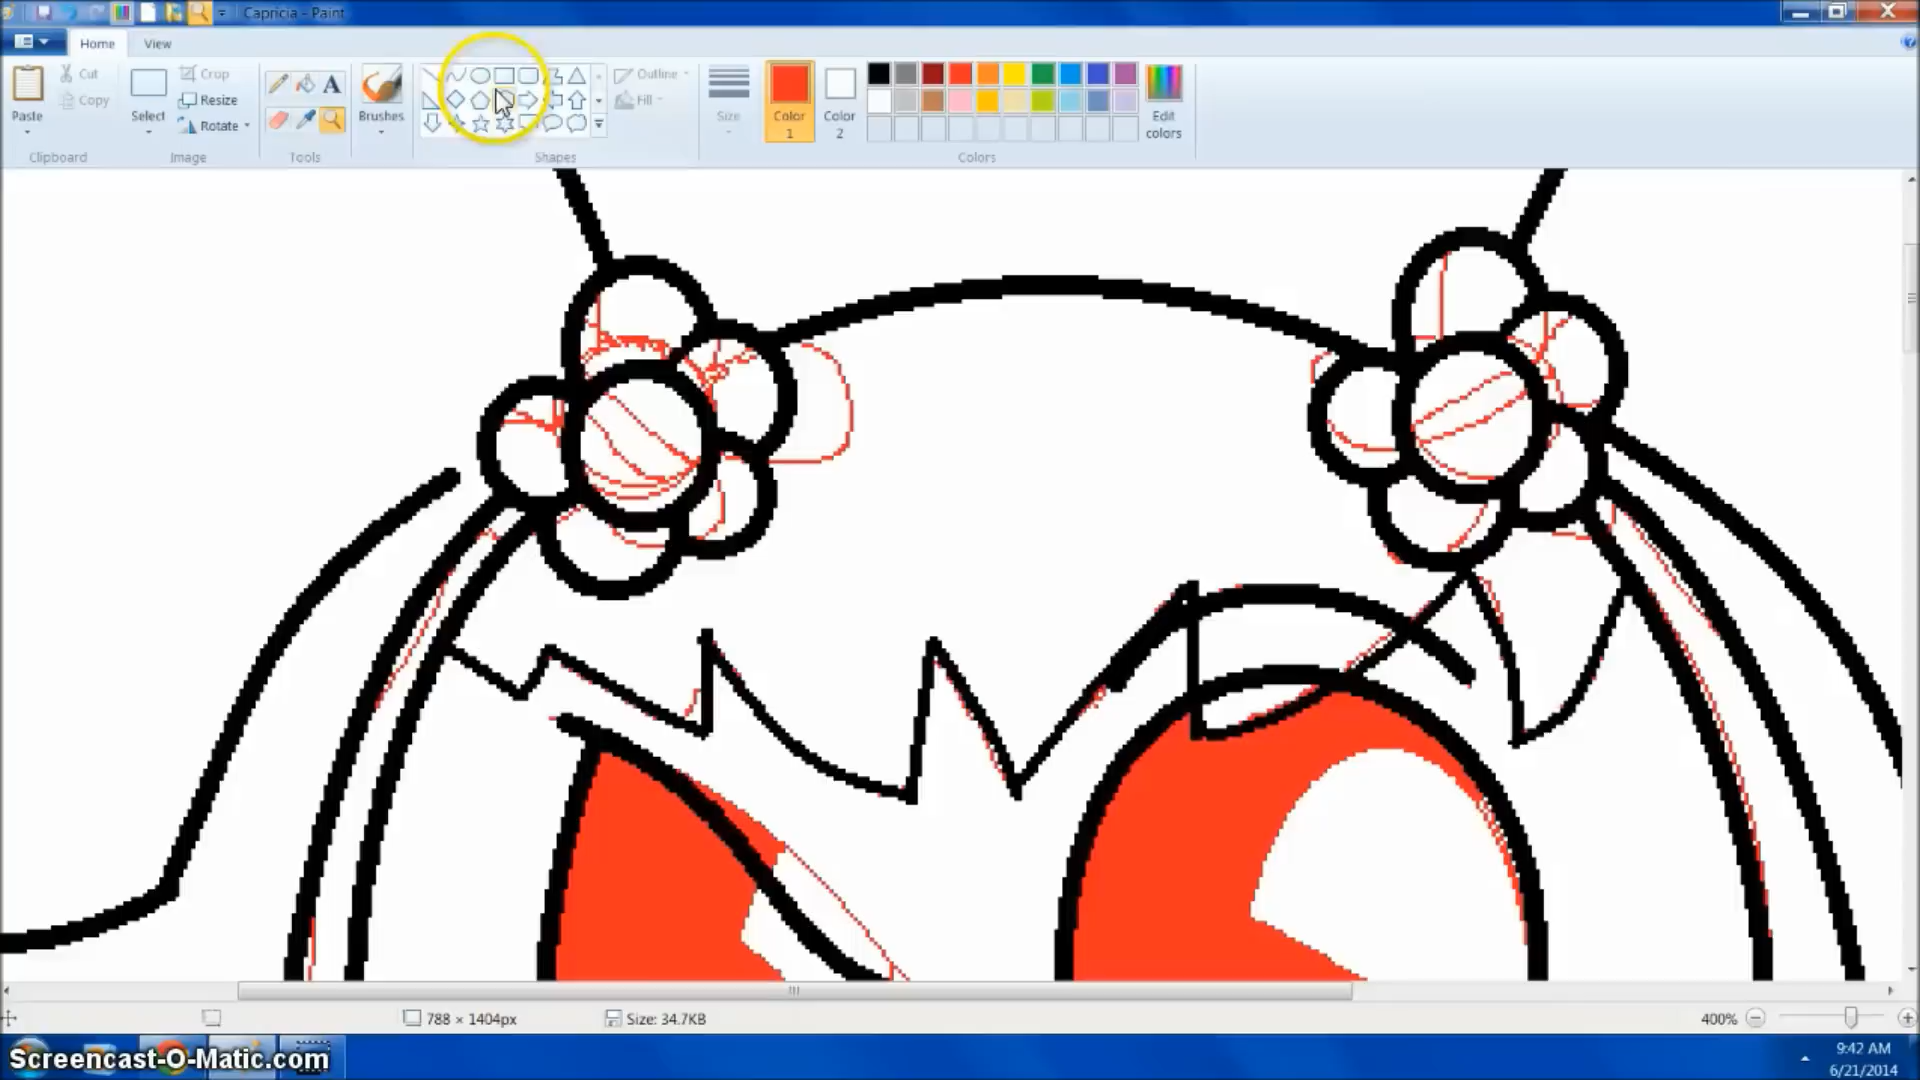 Capricia - Paint
Home View
Paste
Cut
Copy
Clipboard
Select
Crop
Resize
Rotate
Image
A
Tools
Brushes
Outline
Fill
Shapes
Size
Color 1
Color 2
Edit colors
Colors
788 × 1404px
Size: 34.7KB
400%
Screencast-O-Matic.com
9:42 AM
6/21/2014